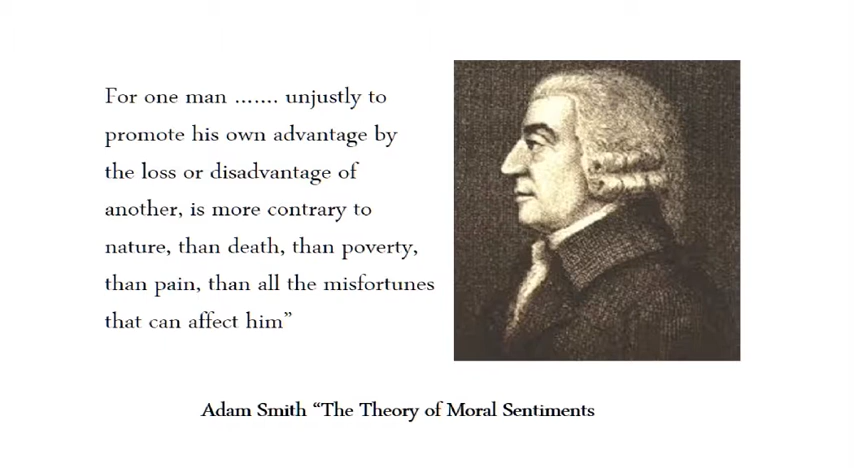 For one man ....... unjustly to
promote his own advantage by
the loss or disadvantage of
another, is more contrary to
nature, than death, than poverty,
than pain, than all the misfortunes
that can affect him”
Adam Smith “The Theory of Moral Sentiments